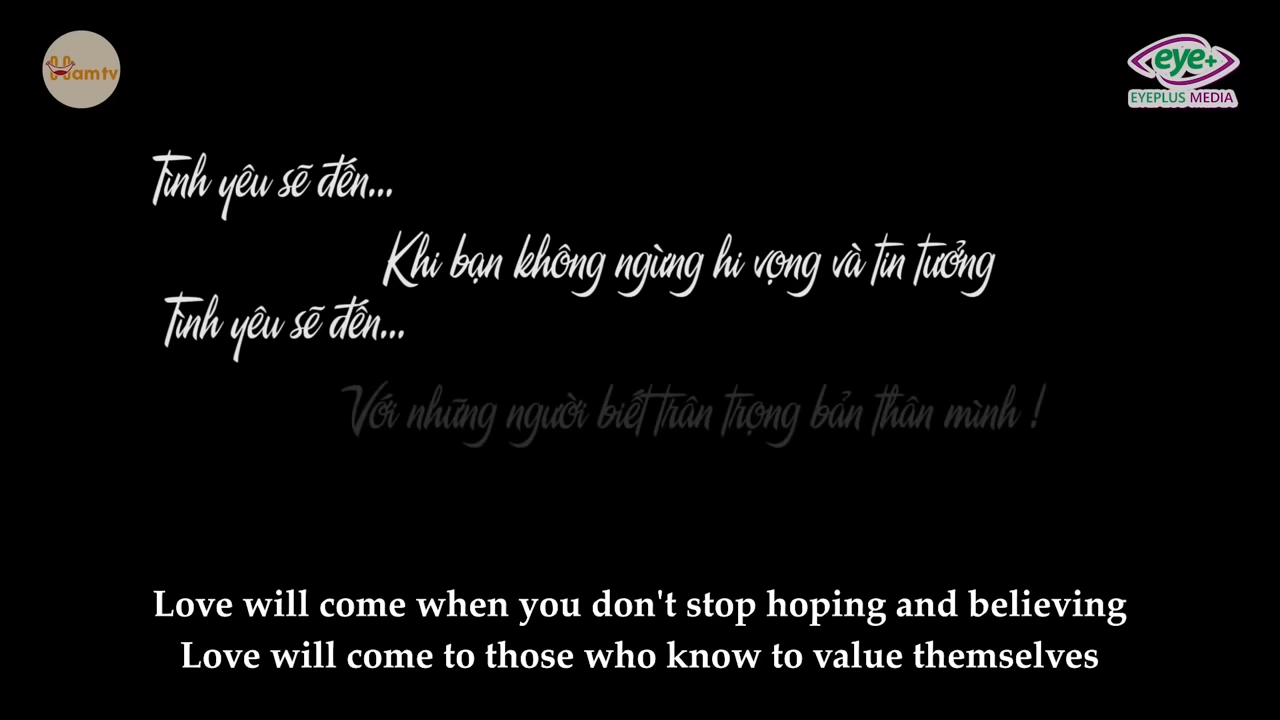 Hamtv
eye+
EYEPLUS MEDIA
Tình yêu sẽ đến...
Khi bạn không ngừng hi vọng và tin tưởng
Tình yêu sẽ đến...
Với những người biết trân trọng bản thân mình !
Love will come when you don't stop hoping and believing
Love will come to those who know to value themselves